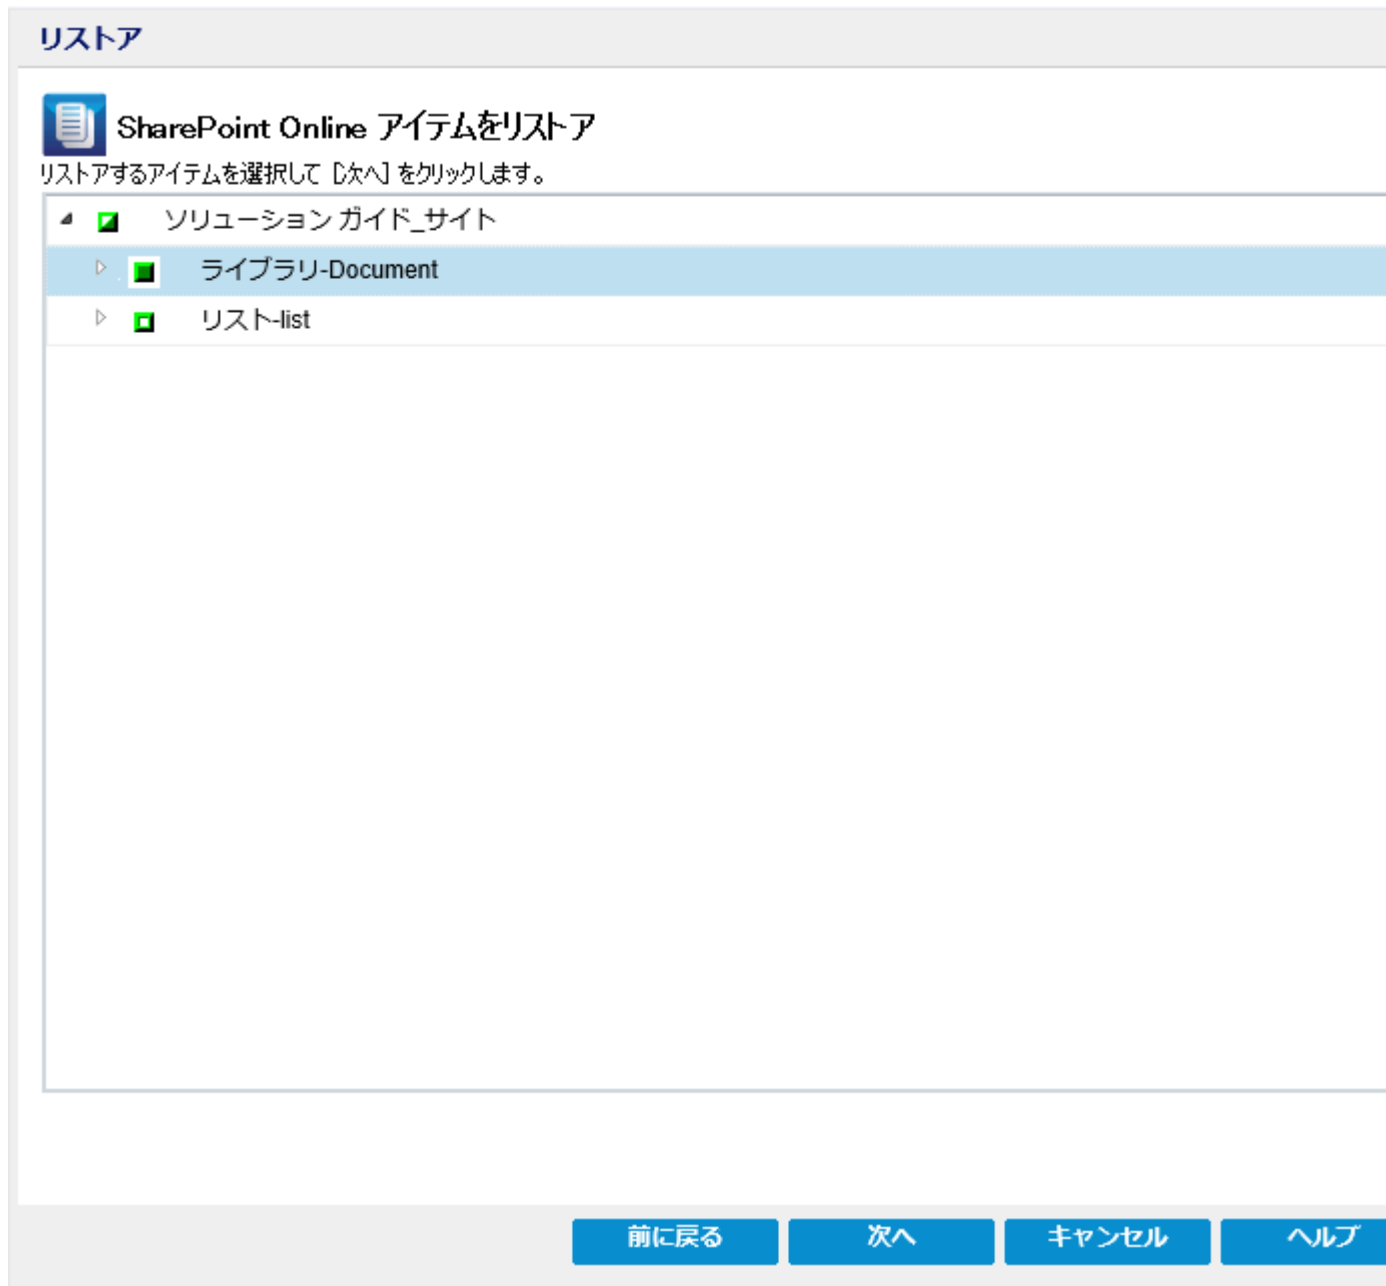 リストア
SharePoint Online アイテムをリストア
リストアするアイテムを選択して [次へ] をクリックします。
ソリューション ガイド_サイト
ライブラリ-Document
リスト-list
前に戻る 次へ キャンセル ヘルプ